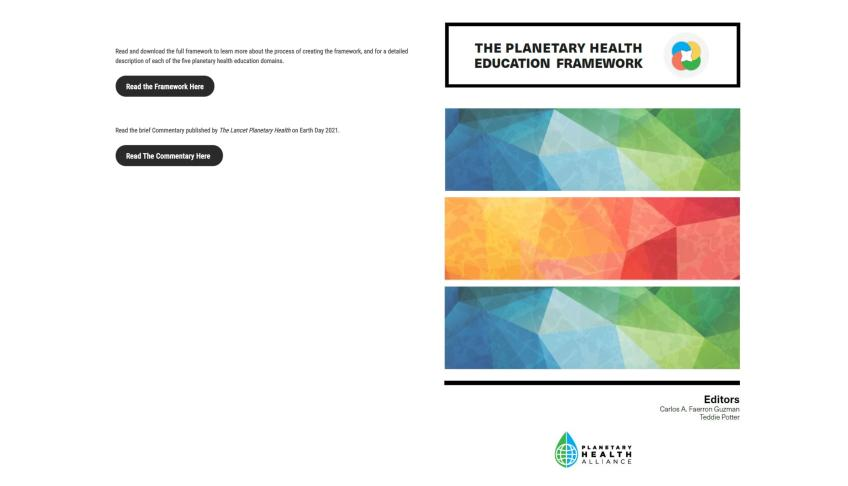 Read and download the full framework to learn more about the process of creating the framework, and for a detailed
description of each of the five planetary health education domains.
Read the Framework Here
Read the brief Commentary published by The Lancet Planetary Health on Earth Day 2021.
Read The Commentary Here
THE PLANETARY HEALTH
EDUCATION FRAMEWORK
Editors
Carlos A. Faerron Guzman
Teddie Potter
PLANETARY
HEALTH
ALLIANCE